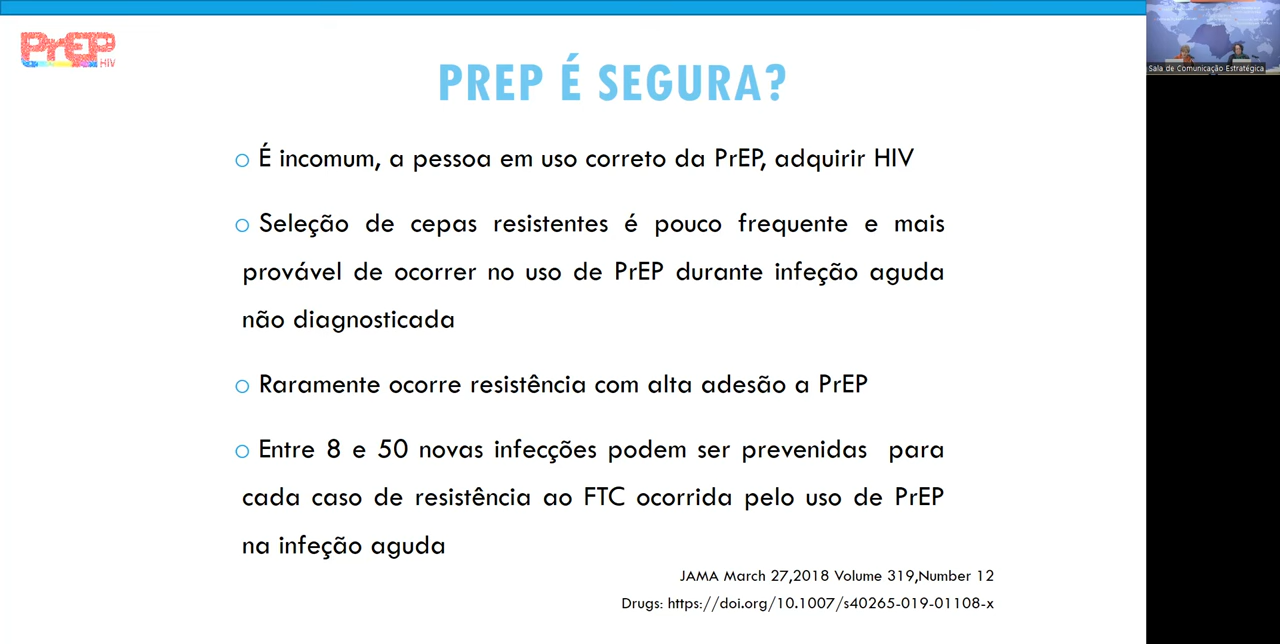 PrEP HIV
PREP É SEGURA?
É incomum, a pessoa em uso correto da PrEP, adquirir HIV
Seleção de cepas resistentes é pouco frequente e mais
provável de ocorrer no uso de PrEP durante infeção aguda
não diagnosticada
Raramente ocorre resistência com alta adesão a PrEP
Entre 8 e 50 novas infecções podem ser prevenidas para
cada caso de resistência ao FTC ocorrida pelo uso de PrEP
na infeção aguda
JAMA March 27,2018 Volume 319,Number 12
Drugs: https://doi.org/10.1007/s40265-019-01108-x
Sala de Comunicação Estratégica